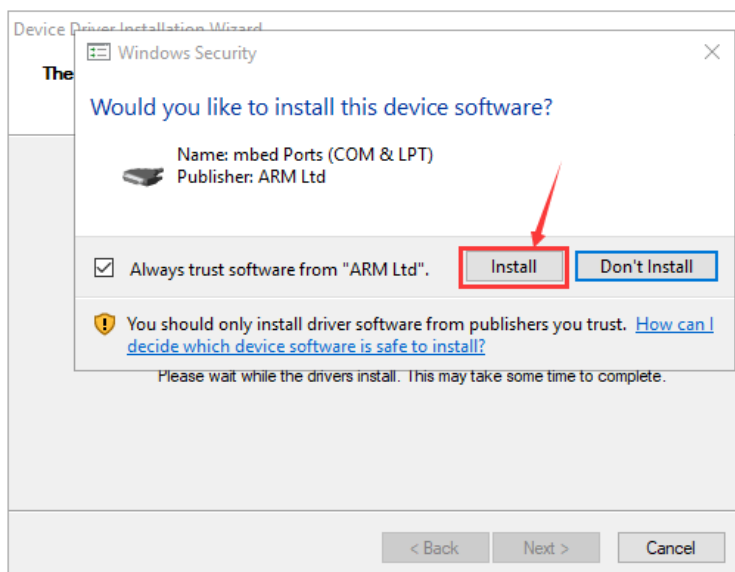 Device Driver Installation Wizard
Windows Security
The
Would you like to install this device software?
Name: mbed Ports (COM & LPT)
Publisher: ARM Ltd
Always trust software from "ARM Ltd".
Install
Don't Install
You should only install driver software from publishers you trust. How can I
decide which device software is safe to install?
Please wait while the drivers install. This may take some time to complete.
< Back
Next >
Cancel